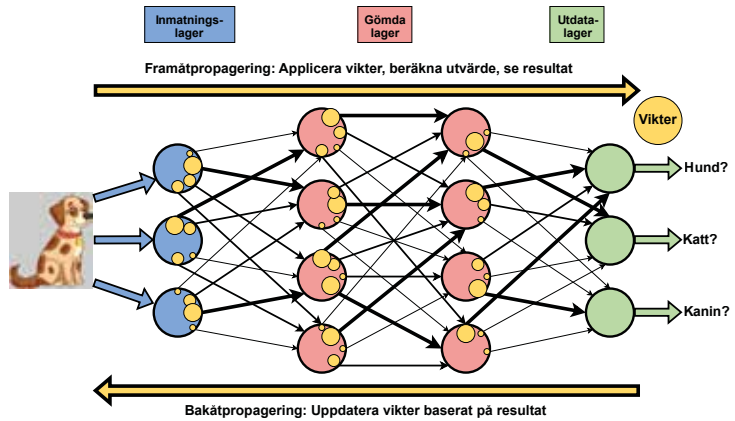 Inmatnings-
lager
Gömda
lager
Utdata-
lager
Framåtpropagering: Applicera vikter, beräkna utvärde, se resultat
Vikter
Hund?
Katt?
Kanin?
Bakåtpropagering: Uppdatera vikter baserat på resultat